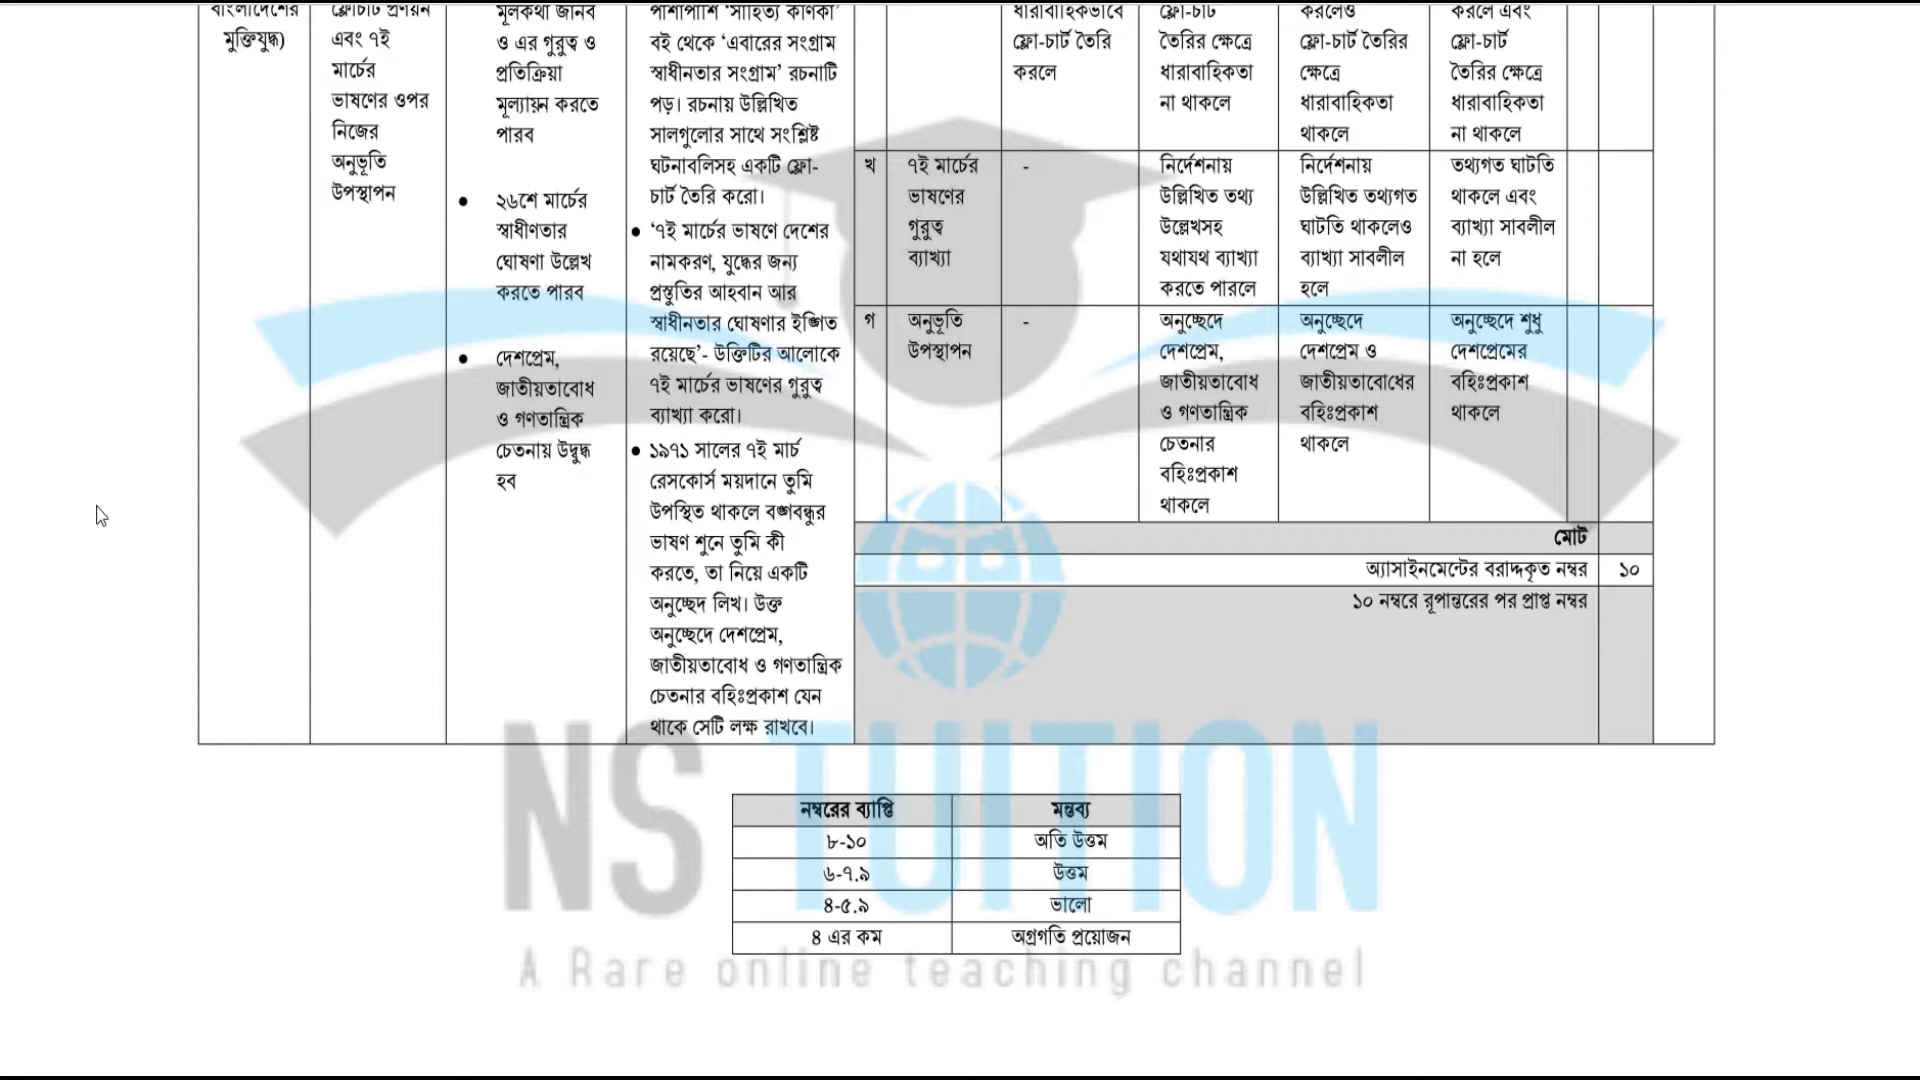 বাংলাদেশের
মুক্তিযুদ্ধ)
ফ্লোচার্ট প্রণয়ন
এবং ৭ই
মার্চের
ভাষণের ওপর
নিজের
অনুভূতি
উপস্থাপন
মূলকথা জানব
ও এর গুরুত্ব ও
প্রতিক্রিয়া
মূল্যায়ন করতে
পারব
● ২৬শে মার্চের
স্বাধীণতার
ঘোষণা উল্লেখ
করতে পারব
● দেশপ্রেম,
জাতীয়তাবোধ
ও গণতান্ত্রিক
চেতনায় উদ্বুদ্ধ
হব
পাশাপাশি ‘সাহিত্য কণিকা’
বই থেকে ‘এবারের সংগ্রাম
স্বাধীনতার সংগ্রাম’ রচনাটি
পড়। রচনায় উল্লিখিত
সালগুলোর সাথে সংশ্লিষ্ট
ঘটনাবলিসহ একটি ফ্লো-
চার্ট তৈরি করো।
● ‘৭ই মার্চের ভাষণে দেশের
নামকরণ, যুদ্ধের জন্য
প্রস্তুতির আহবান আর
স্বাধীনতার ঘোষণার ইঙ্গিত
রয়েছে’- উক্তিটির আলোকে
৭ই মার্চের ভাষণের গুরুত্ব
ব্যাখ্যা করো।
● ১৯৭১ সালের ৭ই মার্চ
রেসকোর্স ময়দানে তুমি
উপস্থিত থাকলে বঙ্গবন্ধুর
ভাষণ শুনে তুমি কী
করতে, তা নিয়ে একটি
অনুচ্ছেদ লিখ। উক্ত
অনুচ্ছেদে দেশপ্রেম,
জাতীয়তাবোধ ও গণতান্ত্রিক
চেতনার বহিঃপ্রকাশ যেন
থাকে সেটি লক্ষ রাখবে।
ধারাবাহিকভাবে
ফ্লো-চার্ট তৈরি
করলে
ফ্লো-চার্ট
তৈরির ক্ষেত্রে
ধারাবাহিকতা
না থাকলে
করলেও
ফ্লো-চার্ট তৈরির
ক্ষেত্রে
ধারাবাহিকতা
থাকলে
করলে এবং
ফ্লো-চার্ট
তৈরির ক্ষেত্রে
ধারাবাহিকতা
না থাকলে
খ
৭ই মার্চের
ভাষণের
গুরুত্ব
ব্যাখ্যা
-
নির্দেশনায়
উল্লিখিত তথ্য
উল্লেখসহ
যথাযথ ব্যাখ্যা
করতে পারলে
নির্দেশনায়
উল্লিখিত তথ্যগত
ঘাটতি থাকলেও
ব্যাখ্যা সাবলীল
হলে
তথ্যগত ঘাটতি
থাকলে এবং
ব্যাখ্যা সাবলীল
না হলে
গ
অনুভূতি
উপস্থাপন
-
অনুচ্ছেদে
দেশপ্রেম,
জাতীয়তাবোধ
ও গণতান্ত্রিক
চেতনার
বহিঃপ্রকাশ
থাকলে
অনুচ্ছেদে
দেশপ্রেম ও
জাতীয়তাবোধের
বহিঃপ্রকাশ
থাকলে
অনুচ্ছেদে শুধু
দেশপ্রেমের
বহিঃপ্রকাশ
থাকলে
মোট
অ্যাসাইনমেন্টের বরাদ্দকৃত নম্বর ১০
১০ নম্বরে রূপান্তরের পর প্রাপ্ত নম্বর
নম্বরের ব্যাপ্তি মন্তব্য
৮-১০ অতি উত্তম
৬-৭.৯ উত্তম
৪-৫.৯ ভালো
৪ এর কম অগ্রগতি প্রয়োজন
NS TUITION
A Rare online teaching channel